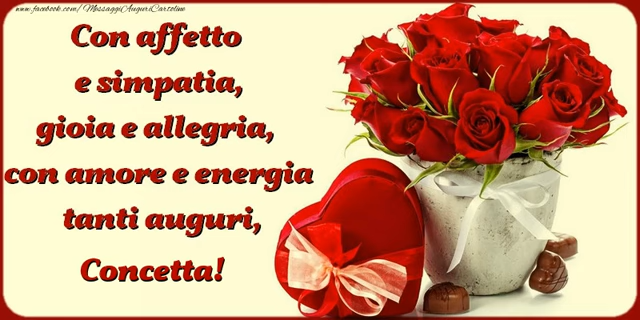 www.facebook.com/MessaggiAuguriCartoline
Con affetto
e simpatia,
gioia e allegria,
con amore e energia
tanti auguri,
Concetta!